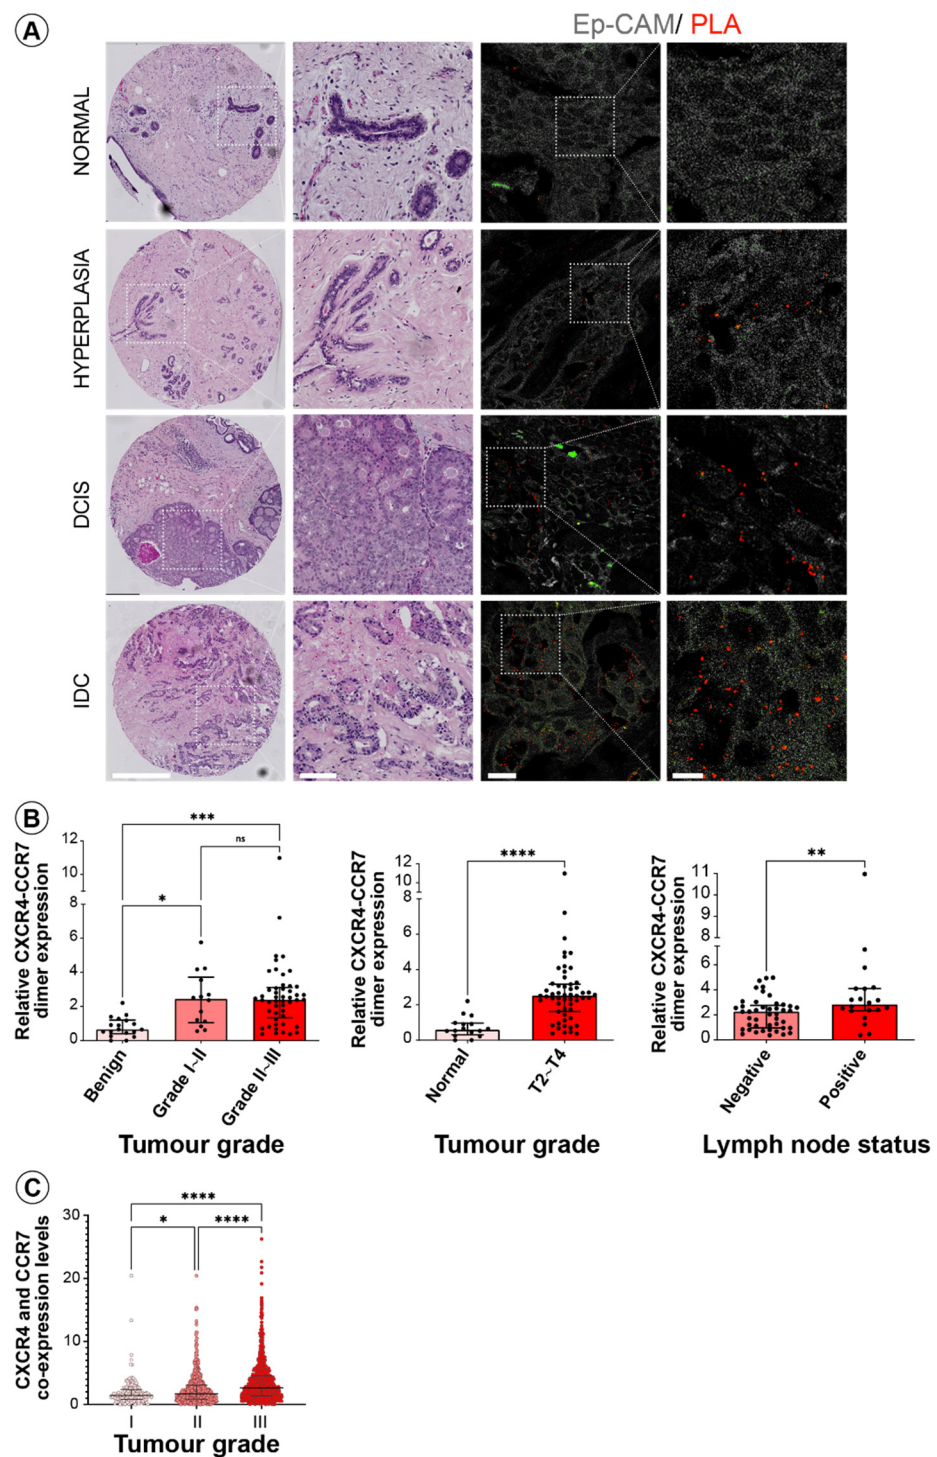 A
Ep-CAM/ PLA
NORMAL
HYPERPLASIA
DCIS
IDC
B
Relative CXCR4-CCR7
dimer expression
12
10
8
6
4
2
0
***
ns
*
Benign
Grade I~II
Grade II~III
Tumour grade
Relative CXCR4-CCR7
dimer expression
12
10
8
6
4
2
0
****
Normal
T2~T4
Tumour grade
Relative CXCR4-CCR7
dimer expression
11
10
9
8
6
4
2
0
**
Negative
Positive
Lymph node status
C
CXCR4 and CCR7
co-expression levels
30
20
10
0
****
*
****
I
II
III
Tumour grade